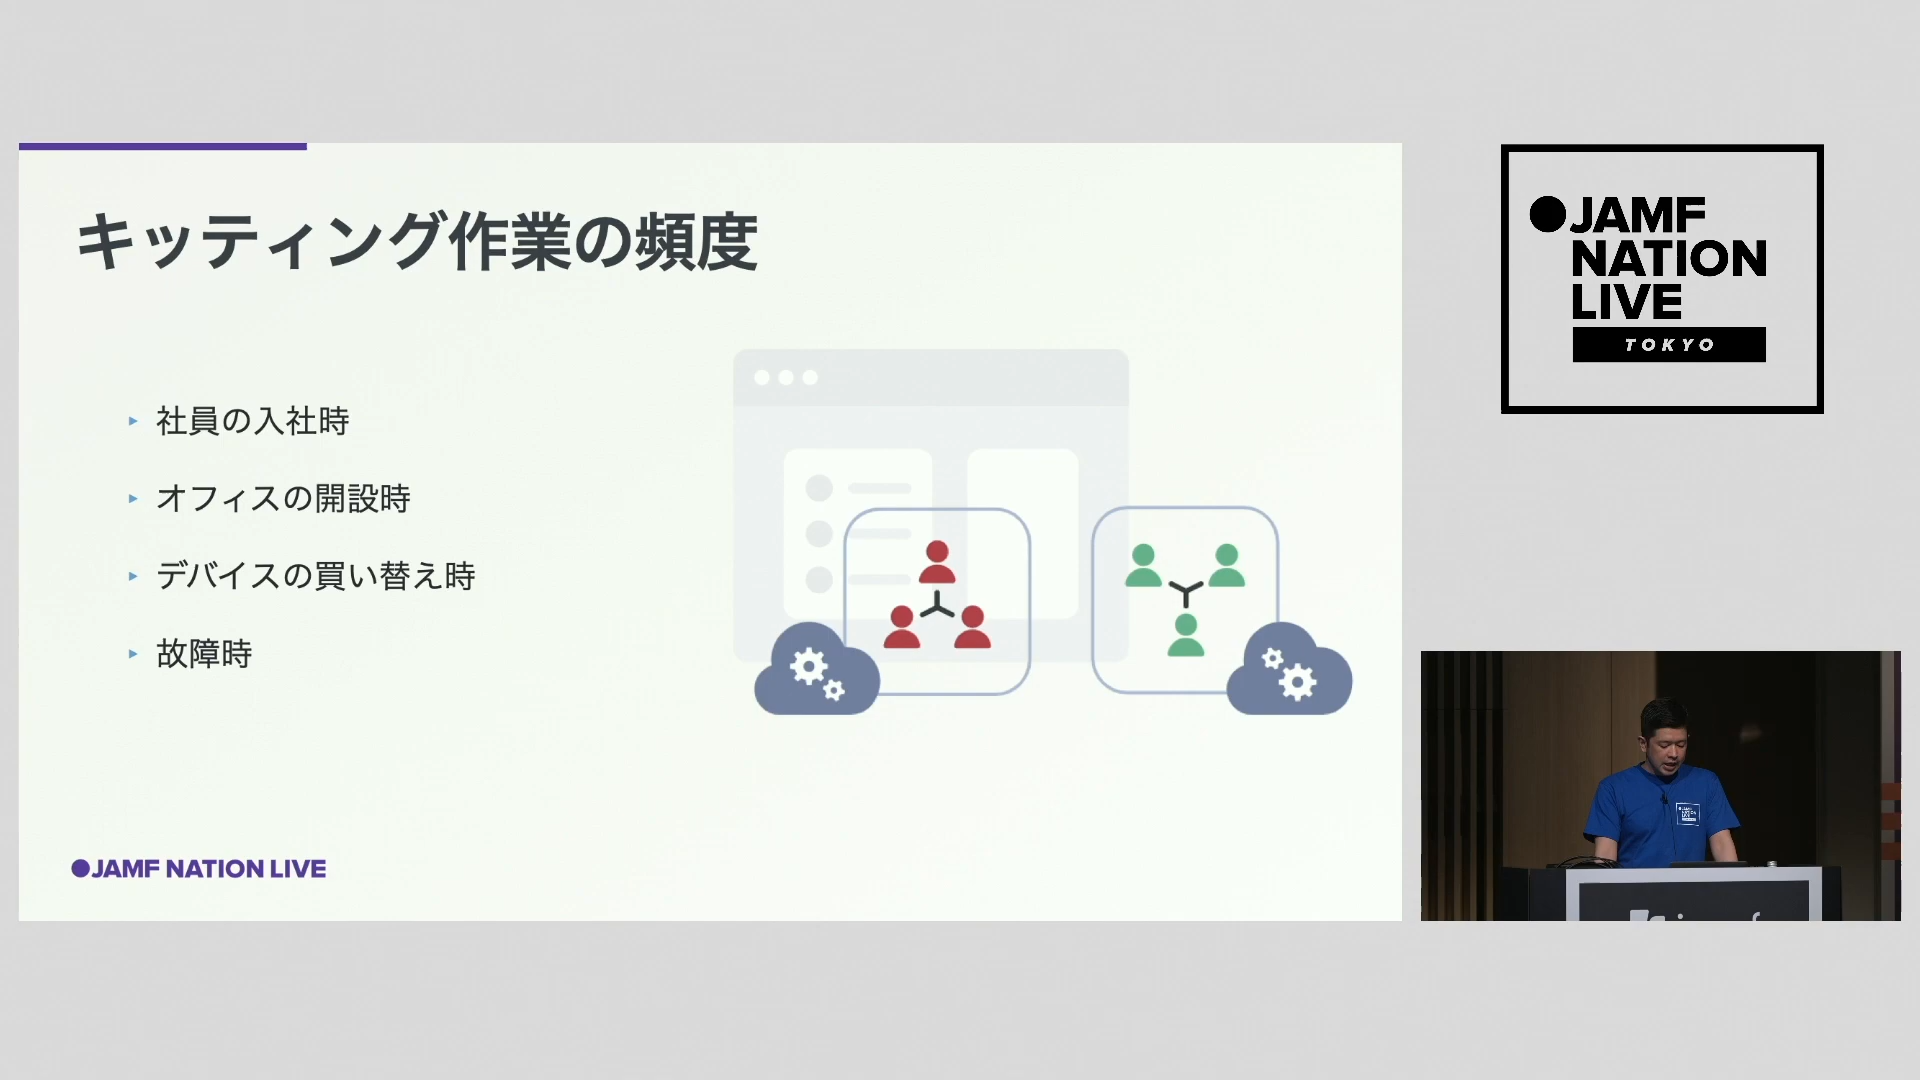 キッティング作業の頻度
社員の入社時
オフィスの開設時
デバイスの買い替え時
故障時
JAMF NATION LIVE
JAMF
NATION
LIVE
TOKYO